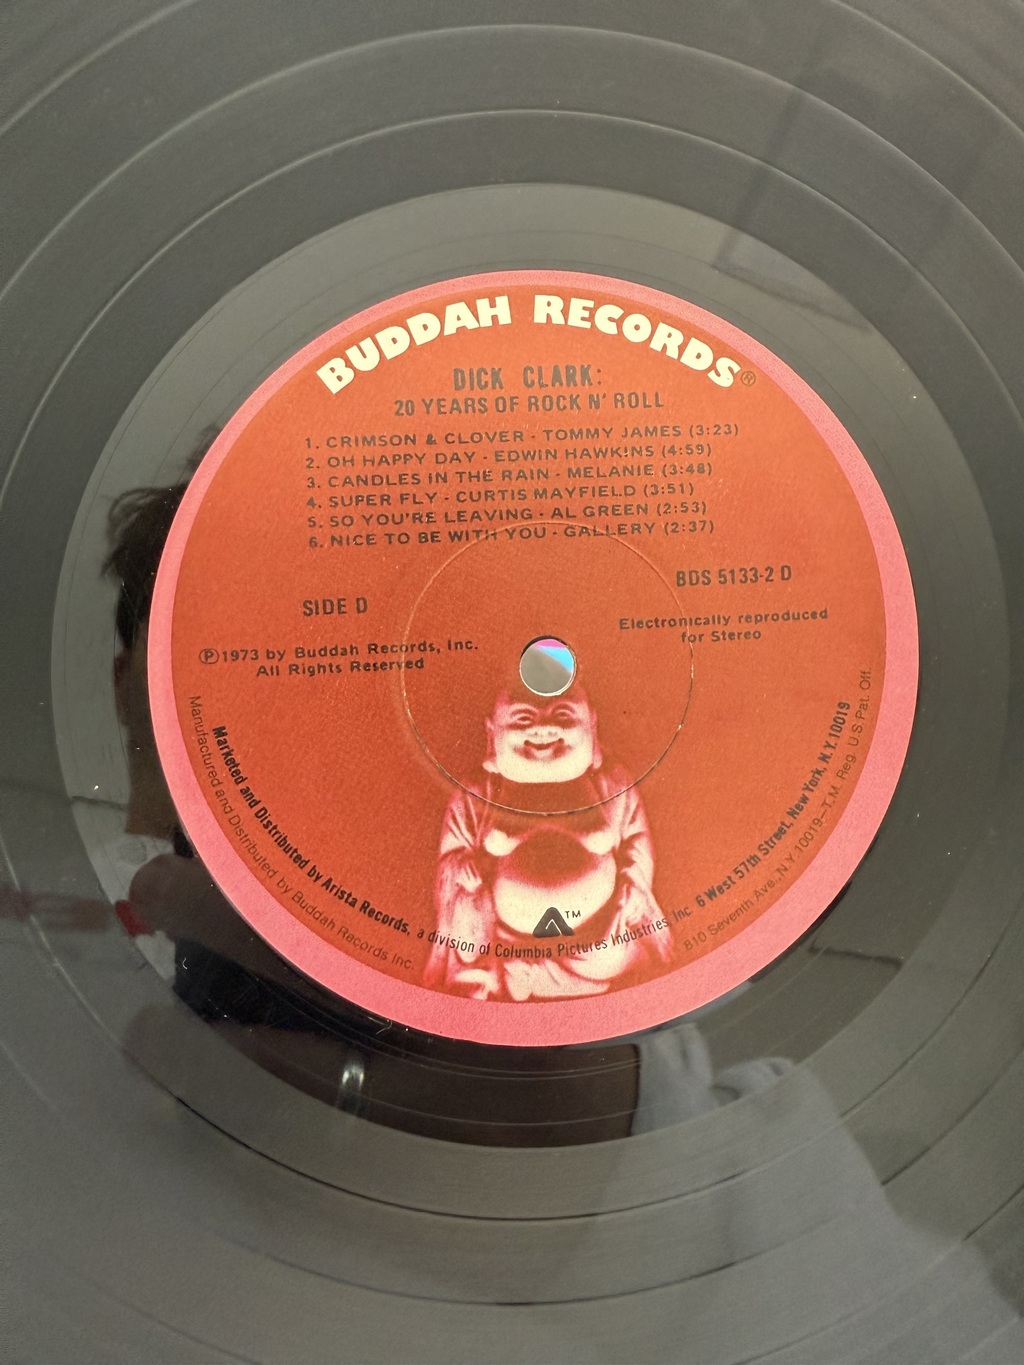 BUDDAH RECORDS®
DICK CLARK:
20 YEARS OF ROCK N' ROLL
1. CRIMSON & CLOVER - TOMMY JAMES (3:23)
2. OH HAPPY DAY - EDWIN HAWKINS (4:59)
3. CANDLES IN THE RAIN - MELANIE (3:48)
4. SUPER FLY - CURTIS MAYFIELD (3:51)
5. SO YOU'RE LEAVING - AL GREEN (2:53)
6. NICE TO BE WITH YOU - GALLERY (2:37)
BDS 5133-2 D
SIDE D
Electronically reproduced
for Stereo
℗1973 by Buddah Records, Inc.
All Rights Reserved
TM
Marketed and Distributed by Arista Records, a division of Columbia Pictures Industries Inc. 6 West 57th Street, New York, N.Y. 10019
Manufactured and Distributed by Buddah Records Inc. 810 Seventh Ave., N.Y. 10019—T.M. Reg. U.S. Pat. Off.